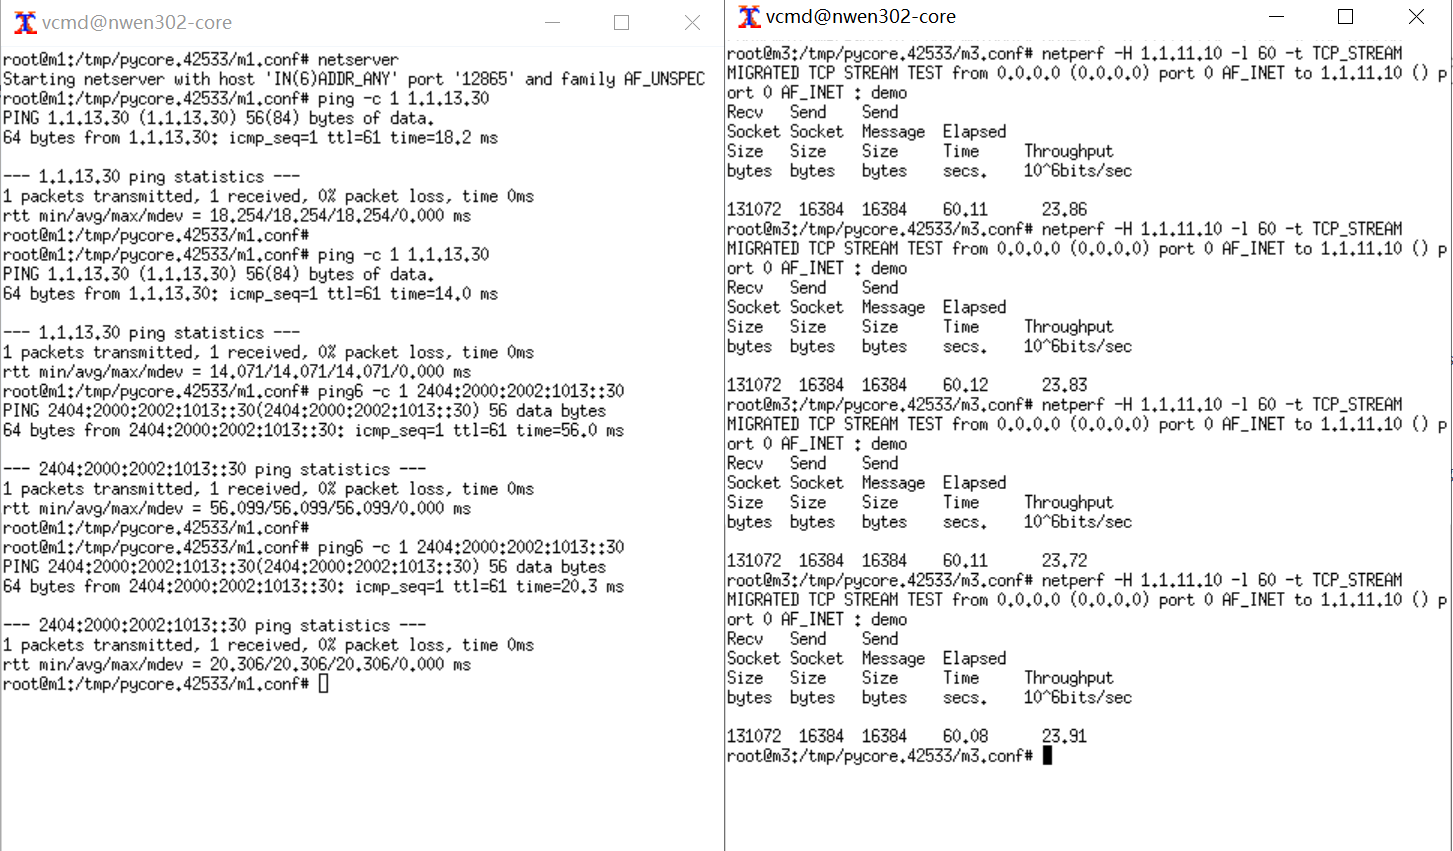 vcmd@nwen302-core
root@m1:/tmp/pycore.42533/m1.conf# netserver
Starting netserver with host 'IN(6)ADDR_ANY' port '12865' and family AF_UNSPEC
root@m1:/tmp/pycore.42533/m1.conf# ping -c 1 1.1.13.30
PING 1.1.13.30 (1.1.13.30) 56(84) bytes of data.
64 bytes from 1.1.13.30: icmp_seq=1 ttl=61 time=18.2 ms
--- 1.1.13.30 ping statistics ---
1 packets transmitted, 1 received, 0% packet loss, time 0ms
rtt min/avg/max/mdev = 18.254/18.254/18.254/0.000 ms
root@m1:/tmp/pycore.42533/m1.conf#
root@m1:/tmp/pycore.42533/m1.conf# ping -c 1 1.1.13.30
PING 1.1.13.30 (1.1.13.30) 56(84) bytes of data.
64 bytes from 1.1.13.30: icmp_seq=1 ttl=61 time=14.0 ms
--- 1.1.13.30 ping statistics ---
1 packets transmitted, 1 received, 0% packet loss, time 0ms
rtt min/avg/max/mdev = 14.071/14.071/14.071/0.000 ms
root@m1:/tmp/pycore.42533/m1.conf# ping6 -c 1 2404:2000:2002:1013::30
PING 2404:2000:2002:1013::30(2404:2000:2002:1013::30) 56 data bytes
64 bytes from 2404:2000:2002:1013::30: icmp_seq=1 ttl=61 time=56.0 ms
--- 2404:2000:2002:1013::30 ping statistics ---
1 packets transmitted, 1 received, 0% packet loss, time 0ms
rtt min/avg/max/mdev = 56.099/56.099/56.099/0.000 ms
root@m1:/tmp/pycore.42533/m1.conf#
root@m1:/tmp/pycore.42533/m1.conf# ping6 -c 1 2404:2000:2002:1013::30
PING 2404:2000:2002:1013::30(2404:2000:2002:1013::30) 56 data bytes
64 bytes from 2404:2000:2002:1013::30: icmp_seq=1 ttl=61 time=20.3 ms
--- 2404:2000:2002:1013::30 ping statistics ---
1 packets transmitted, 1 received, 0% packet loss, time 0ms
rtt min/avg/max/mdev = 20.306/20.306/20.306/0.000 ms
root@m1:/tmp/pycore.42533/m1.conf#
vcmd@nwen302-core
root@m3:/tmp/pycore.42533/m3.conf# netperf -H 1.1.11.10 -l 60 -t TCP_STREAM
MIGRATED TCP STREAM TEST from 0.0.0.0 (0.0.0.0) port 0 AF_INET to 1.1.11.10 () p
ort 0 AF_INET : demo
Recv   Send    Send
Socket Socket  Message  Elapsed
Size   Size    Size     Time     Throughput
bytes  bytes   bytes    secs.    10^6bits/sec
131072  16384  16384    60.11      23.86
root@m3:/tmp/pycore.42533/m3.conf# netperf -H 1.1.11.10 -l 60 -t TCP_STREAM
MIGRATED TCP STREAM TEST from 0.0.0.0 (0.0.0.0) port 0 AF_INET to 1.1.11.10 () p
ort 0 AF_INET : demo
Recv   Send    Send
Socket Socket  Message  Elapsed
Size   Size    Size     Time     Throughput
bytes  bytes   bytes    secs.    10^6bits/sec
131072  16384  16384    60.12      23.83
root@m3:/tmp/pycore.42533/m3.conf# netperf -H 1.1.11.10 -l 60 -t TCP_STREAM
MIGRATED TCP STREAM TEST from 0.0.0.0 (0.0.0.0) port 0 AF_INET to 1.1.11.10 () p
ort 0 AF_INET : demo
Recv   Send    Send
Socket Socket  Message  Elapsed
Size   Size    Size     Time     Throughput
bytes  bytes   bytes    secs.    10^6bits/sec
131072  16384  16384    60.11      23.72
root@m3:/tmp/pycore.42533/m3.conf# netperf -H 1.1.11.10 -l 60 -t TCP_STREAM
MIGRATED TCP STREAM TEST from 0.0.0.0 (0.0.0.0) port 0 AF_INET to 1.1.11.10 () p
ort 0 AF_INET : demo
Recv   Send    Send
Socket Socket  Message  Elapsed
Size   Size    Size     Time     Throughput
bytes  bytes   bytes    secs.    10^6bits/sec
131072  16384  16384    60.08      23.91
root@m3:/tmp/pycore.42533/m3.conf#